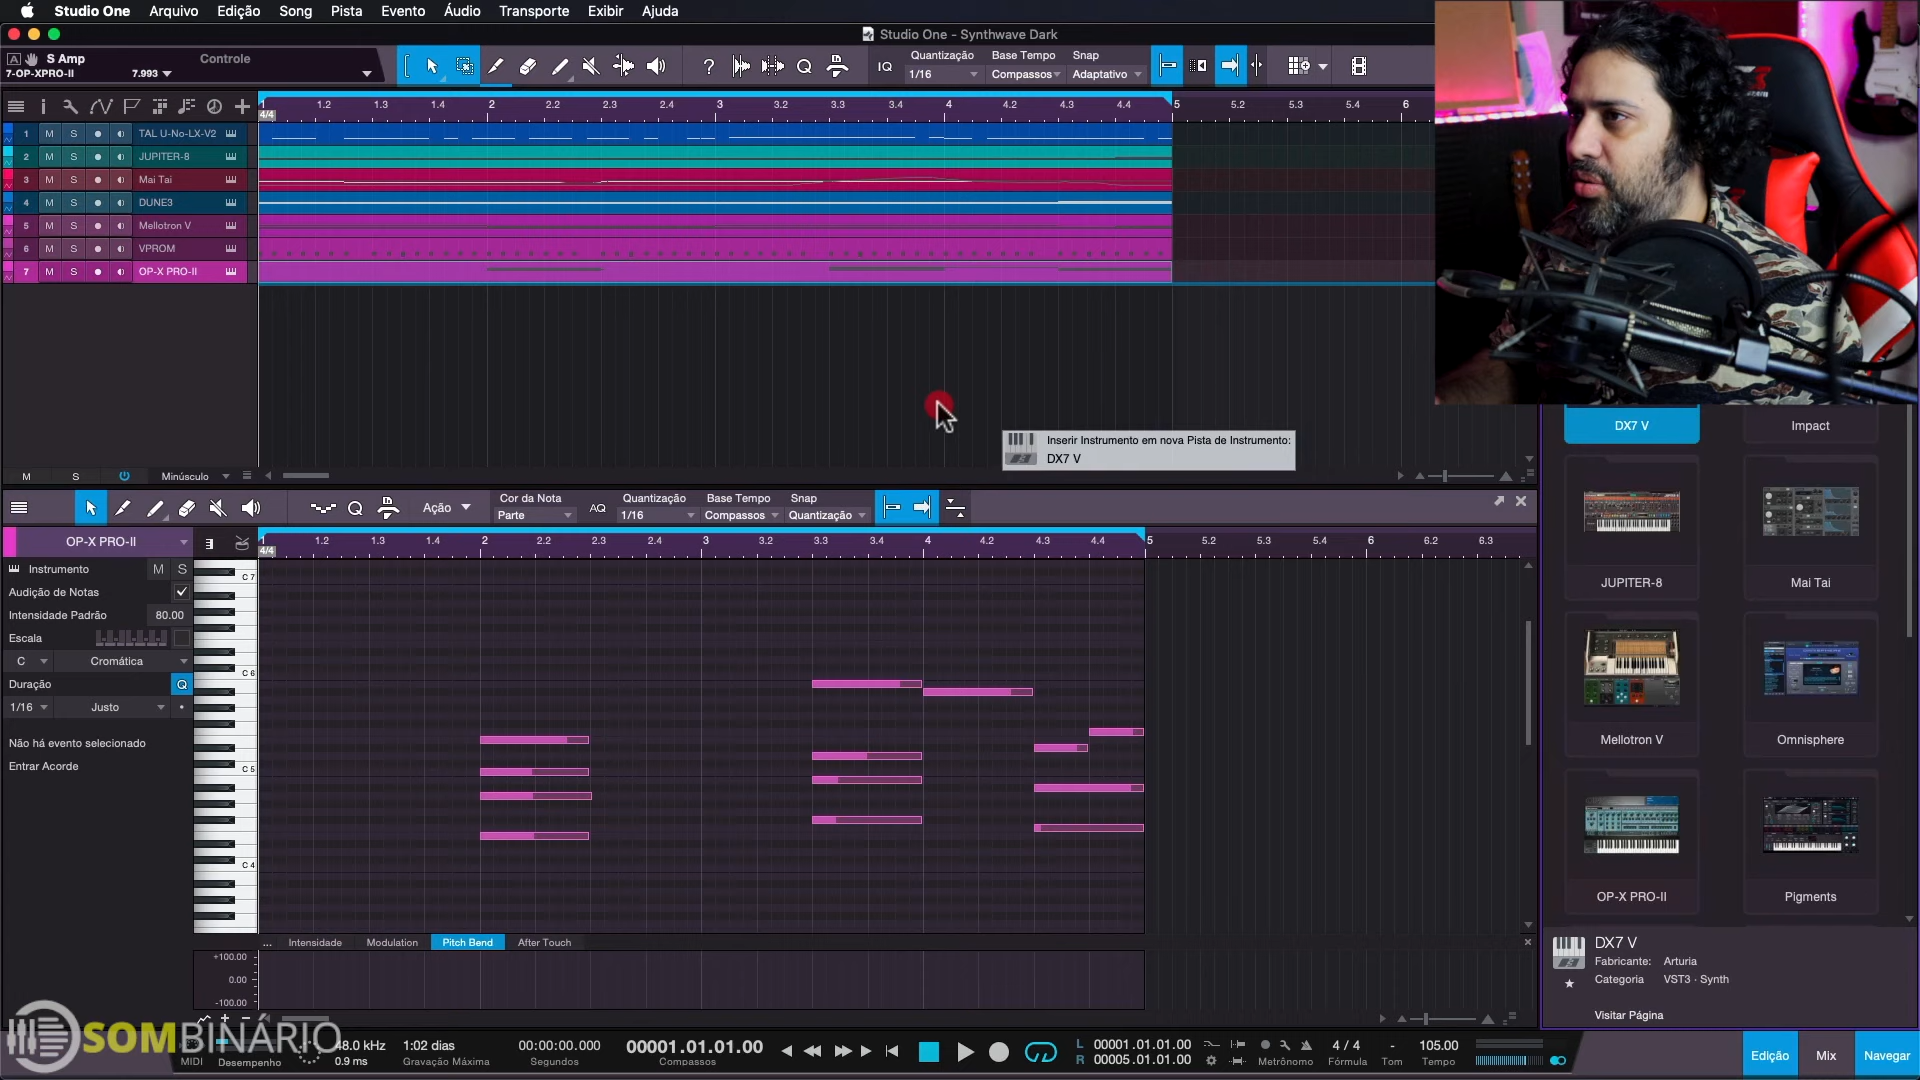 Studio One Arquivo Edição Song Pista Evento Áudio Transporte Exibir Ajuda
Studio One - Synthwave Dark
S Amp Controle
7-OP-XPRO-II 7.993
IQ Quantização Base Tempo Snap
1/16 Compassos Adaptativo
1 1.2 1.3 1.4 2 2.2 2.3 2.4 3 3.2 3.3 3.4 4 4.2 4.3 4.4 5 5.2 5.3 5.4 6
4/4
1 M S TAL U-No-LX-V2
2 M S JUPITER-8
3 M S Mai Tai
4 M S DUNE3
5 M S Mellotron V
6 M S VPROM
7 M S OP-X PRO-II
Inserir Instrumento em nova Pista de Instrumento:
DX7 V
M S Minúsculo
Ação Cor da Nota AQ Quantização Base Tempo Snap
Parte 1/16 Compassos Quantização
OP-X PRO-II
1.2 1.3 1.4 2 2.2 2.3 2.4 3 3.2 3.3 3.4 4 4.2 4.3 4.4 5 5.2 5.3 5.4 6 6.2 6.3
4/4
Instrumento M S
Audição de Notas
Intensidade Padrão 80.00
Escala
C Cromática
Duração Q
1/16 Justo
Não há evento selecionado
Entrar Acorde
C 7
C 6
C 5
C 4
... Intensidade Modulation Pitch Bend After Touch
+100.00
0.00
-100.00
DX7 V Impact
JUPITER-8 Mai Tai
Mellotron V Omnisphere
OP-X PRO-II Pigments
DX7 V
Fabricante: Arturia
Categoria VST3 · Synth
Visitar Página
SOMBINÁRIO
MIDI Desempenho
48.0 kHz
0.9 ms
1:02 dias
Gravação Máxima
00:00:00.000
Segundos
00001.01.01.00
Compassos
L 00001.01.01.00
R 00005.01.01.00
Metrônomo
4 / 4
Fórmula
-
Tom
105.00
Tempo
Edição Mix Navegar